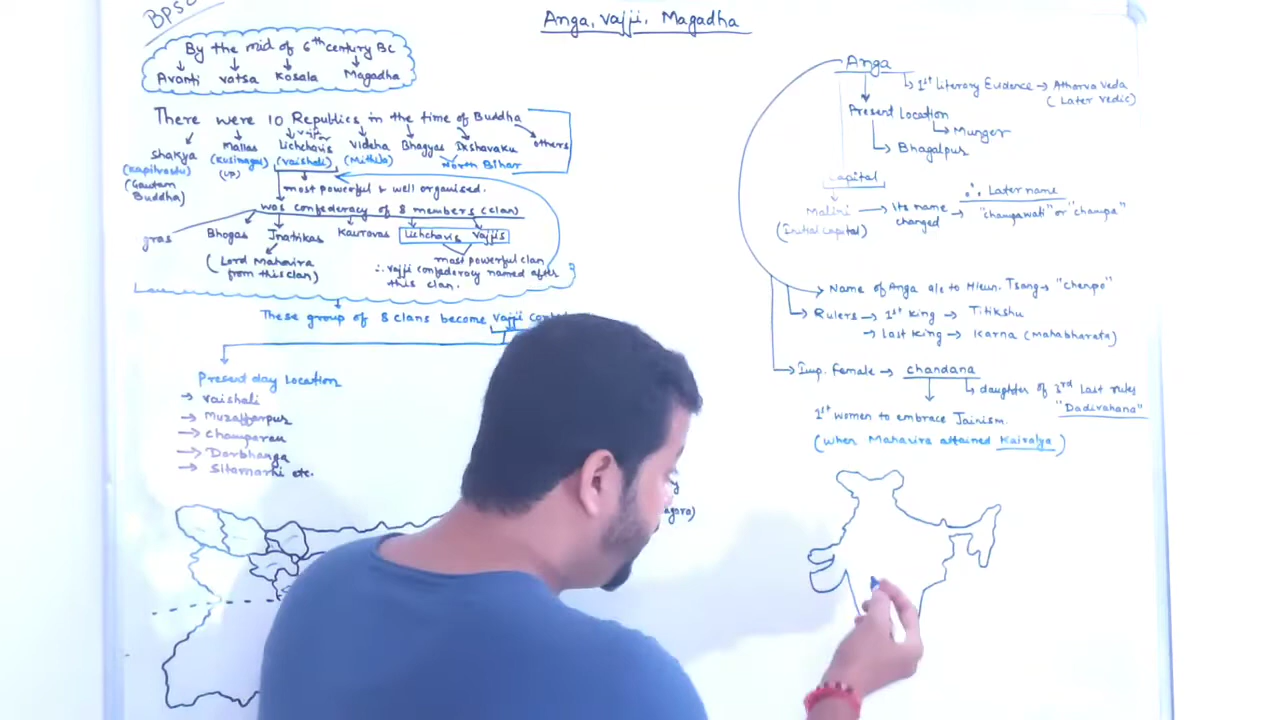 BPSC
Anga, Vajji, Magadha
By the mid of 6th century BC
Avanti vatsa Kosala Magadha
There were 10 Republics in the time of Buddha
shakya Mallas Lichchavis Videha Bhagyas Ikshavaku others
(Kapilvastu) (Kusinagar) (Vaishali) (Mithila) North Bihar
(Gautam (UP)
Buddha)
most powerful & well organised.
was confederacy of 8 members (clan)
Bhogas Jnatrikas Kauravas Lichchavis Vajjis
(Lord Mahavira
from this clan)
most powerful clan
∴ vajji confederacy named after
this clan.
These group of 8 clans become vajji
Present day Location
→ Vaishali
→ Muzaffarpur
→ Champaran
→ Darbhanga
→ Sitamarhi etc.
Anga
1st Literary Evidence → Atharva Veda
(Later vedic)
Present Location
→ Munger
→ Bhagalpur
Capital
Malini → Its name changed → ∴ Later name
"changawati" or "champa"
(Initial Capital)
Name of Anga a/c to Hieun. Tsang → "chenpo"
Rulers → 1st King → Titikshu
→ Last King → Karna (Mahabharata)
Imp. Female → chandana
daughter of 3rd Last rules
"Dadivahana"
1st women to embrace Jainism.
(when Mahavira attained Kaivalya)